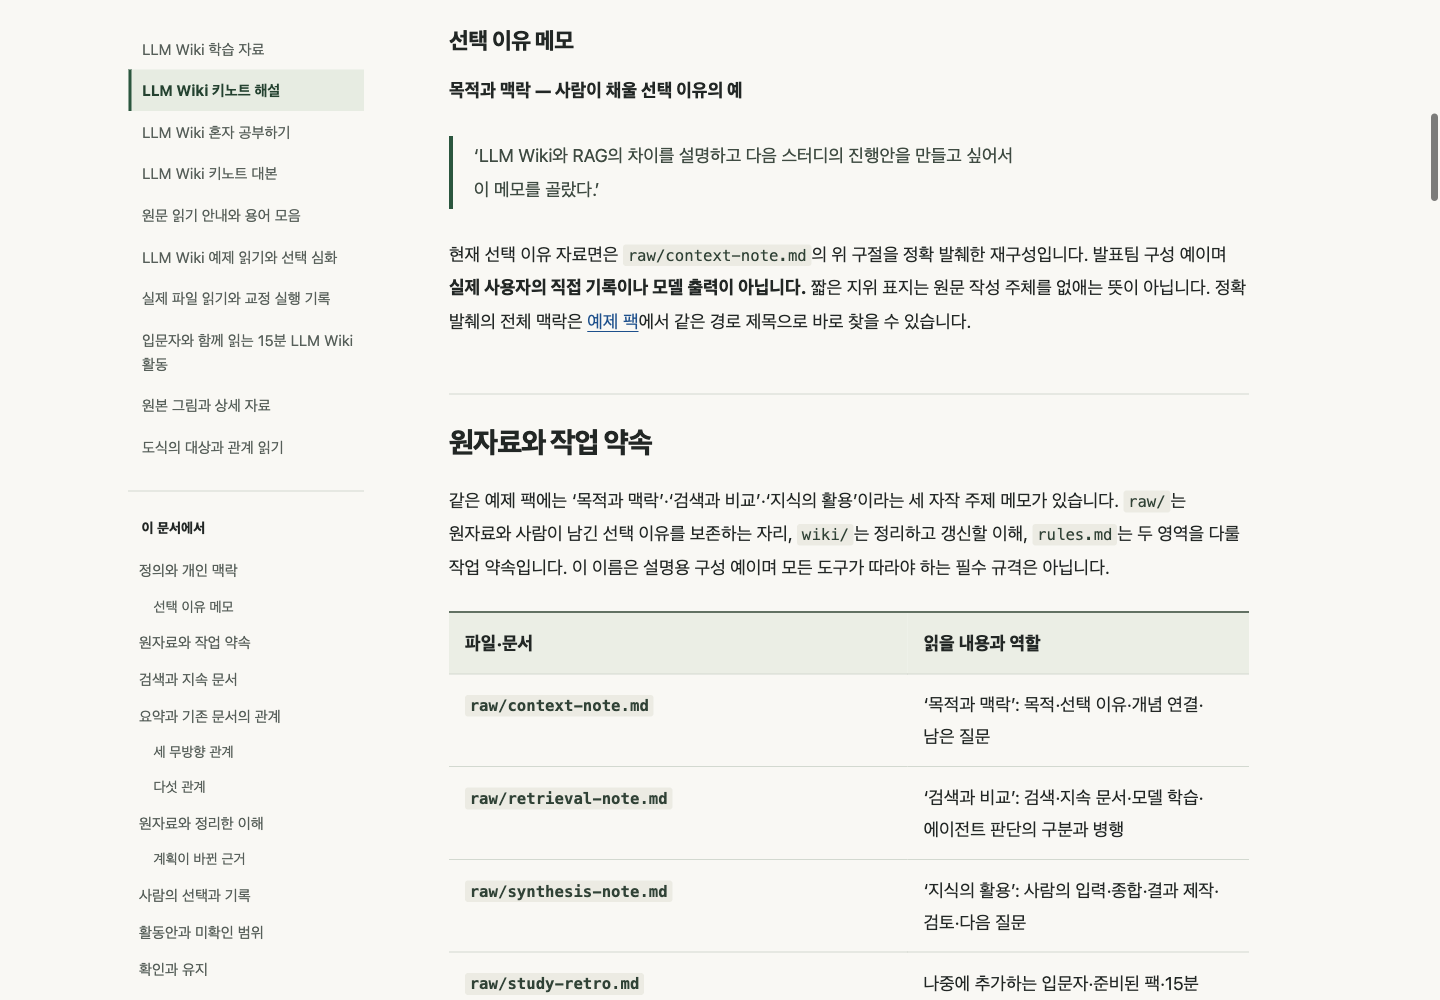 LLM Wiki 학습 자료
LLM Wiki 키노트 해설
LLM Wiki 혼자 공부하기
LLM Wiki 키노트 대본
원문 읽기 안내와 용어 모음
LLM Wiki 예제 읽기와 선택 심화
실제 파일 읽기와 교정 실행 기록
입문자와 함께 읽는 15분 LLM Wiki
활동
원본 그림과 상세 자료
도식의 대상과 관계 읽기
이 문서에서
정의와 개인 맥락
선택 이유 메모
원자료와 작업 약속
검색과 지속 문서
요약과 기존 문서의 관계
세 무방향 관계
다섯 관계
원자료와 정리한 이해
계획이 바뀐 근거
사람의 선택과 기록
활동안과 미확인 범위
확인과 유지
선택 이유 메모
목적과 맥락 — 사람이 채울 선택 이유의 예
‘LLM Wiki와 RAG의 차이를 설명하고 다음 스터디의 진행안을 만들고 싶어서
이 메모를 골랐다.’
현재 선택 이유 자료면은 raw/context-note.md의 위 구절을 정확 발췌한 재구성입니다. 발표팀 구성 예이며
실제 사용자의 직접 기록이나 모델 출력이 아닙니다. 짧은 지위 표지는 원문 작성 주체를 없애는 뜻이 아닙니다. 정확
발췌의 전체 맥락은 예제 팩에서 같은 경로 제목으로 바로 찾을 수 있습니다.
원자료와 작업 약속
같은 예제 팩에는 ‘목적과 맥락’·‘검색과 비교’·‘지식의 활용’이라는 세 자작 주제 메모가 있습니다. raw/는
원자료와 사람이 남긴 선택 이유를 보존하는 자리, wiki/는 정리하고 갱신할 이해, rules.md는 두 영역을 다룰
작업 약속입니다. 이 이름은 설명용 구성 예이며 모든 도구가 따라야 하는 필수 규격은 아닙니다.
파일·문서
읽을 내용과 역할
raw/context-note.md
‘목적과 맥락’: 목적·선택 이유·개념 연결·
남은 질문
raw/retrieval-note.md
‘검색과 비교’: 검색·지속 문서·모델 학습·
에이전트 판단의 구분과 병행
raw/synthesis-note.md
‘지식의 활용’: 사람의 입력·종합·결과 제작·
검토·다음 질문
raw/study-retro.md
나중에 추가하는 입문자·준비된 팩·15분